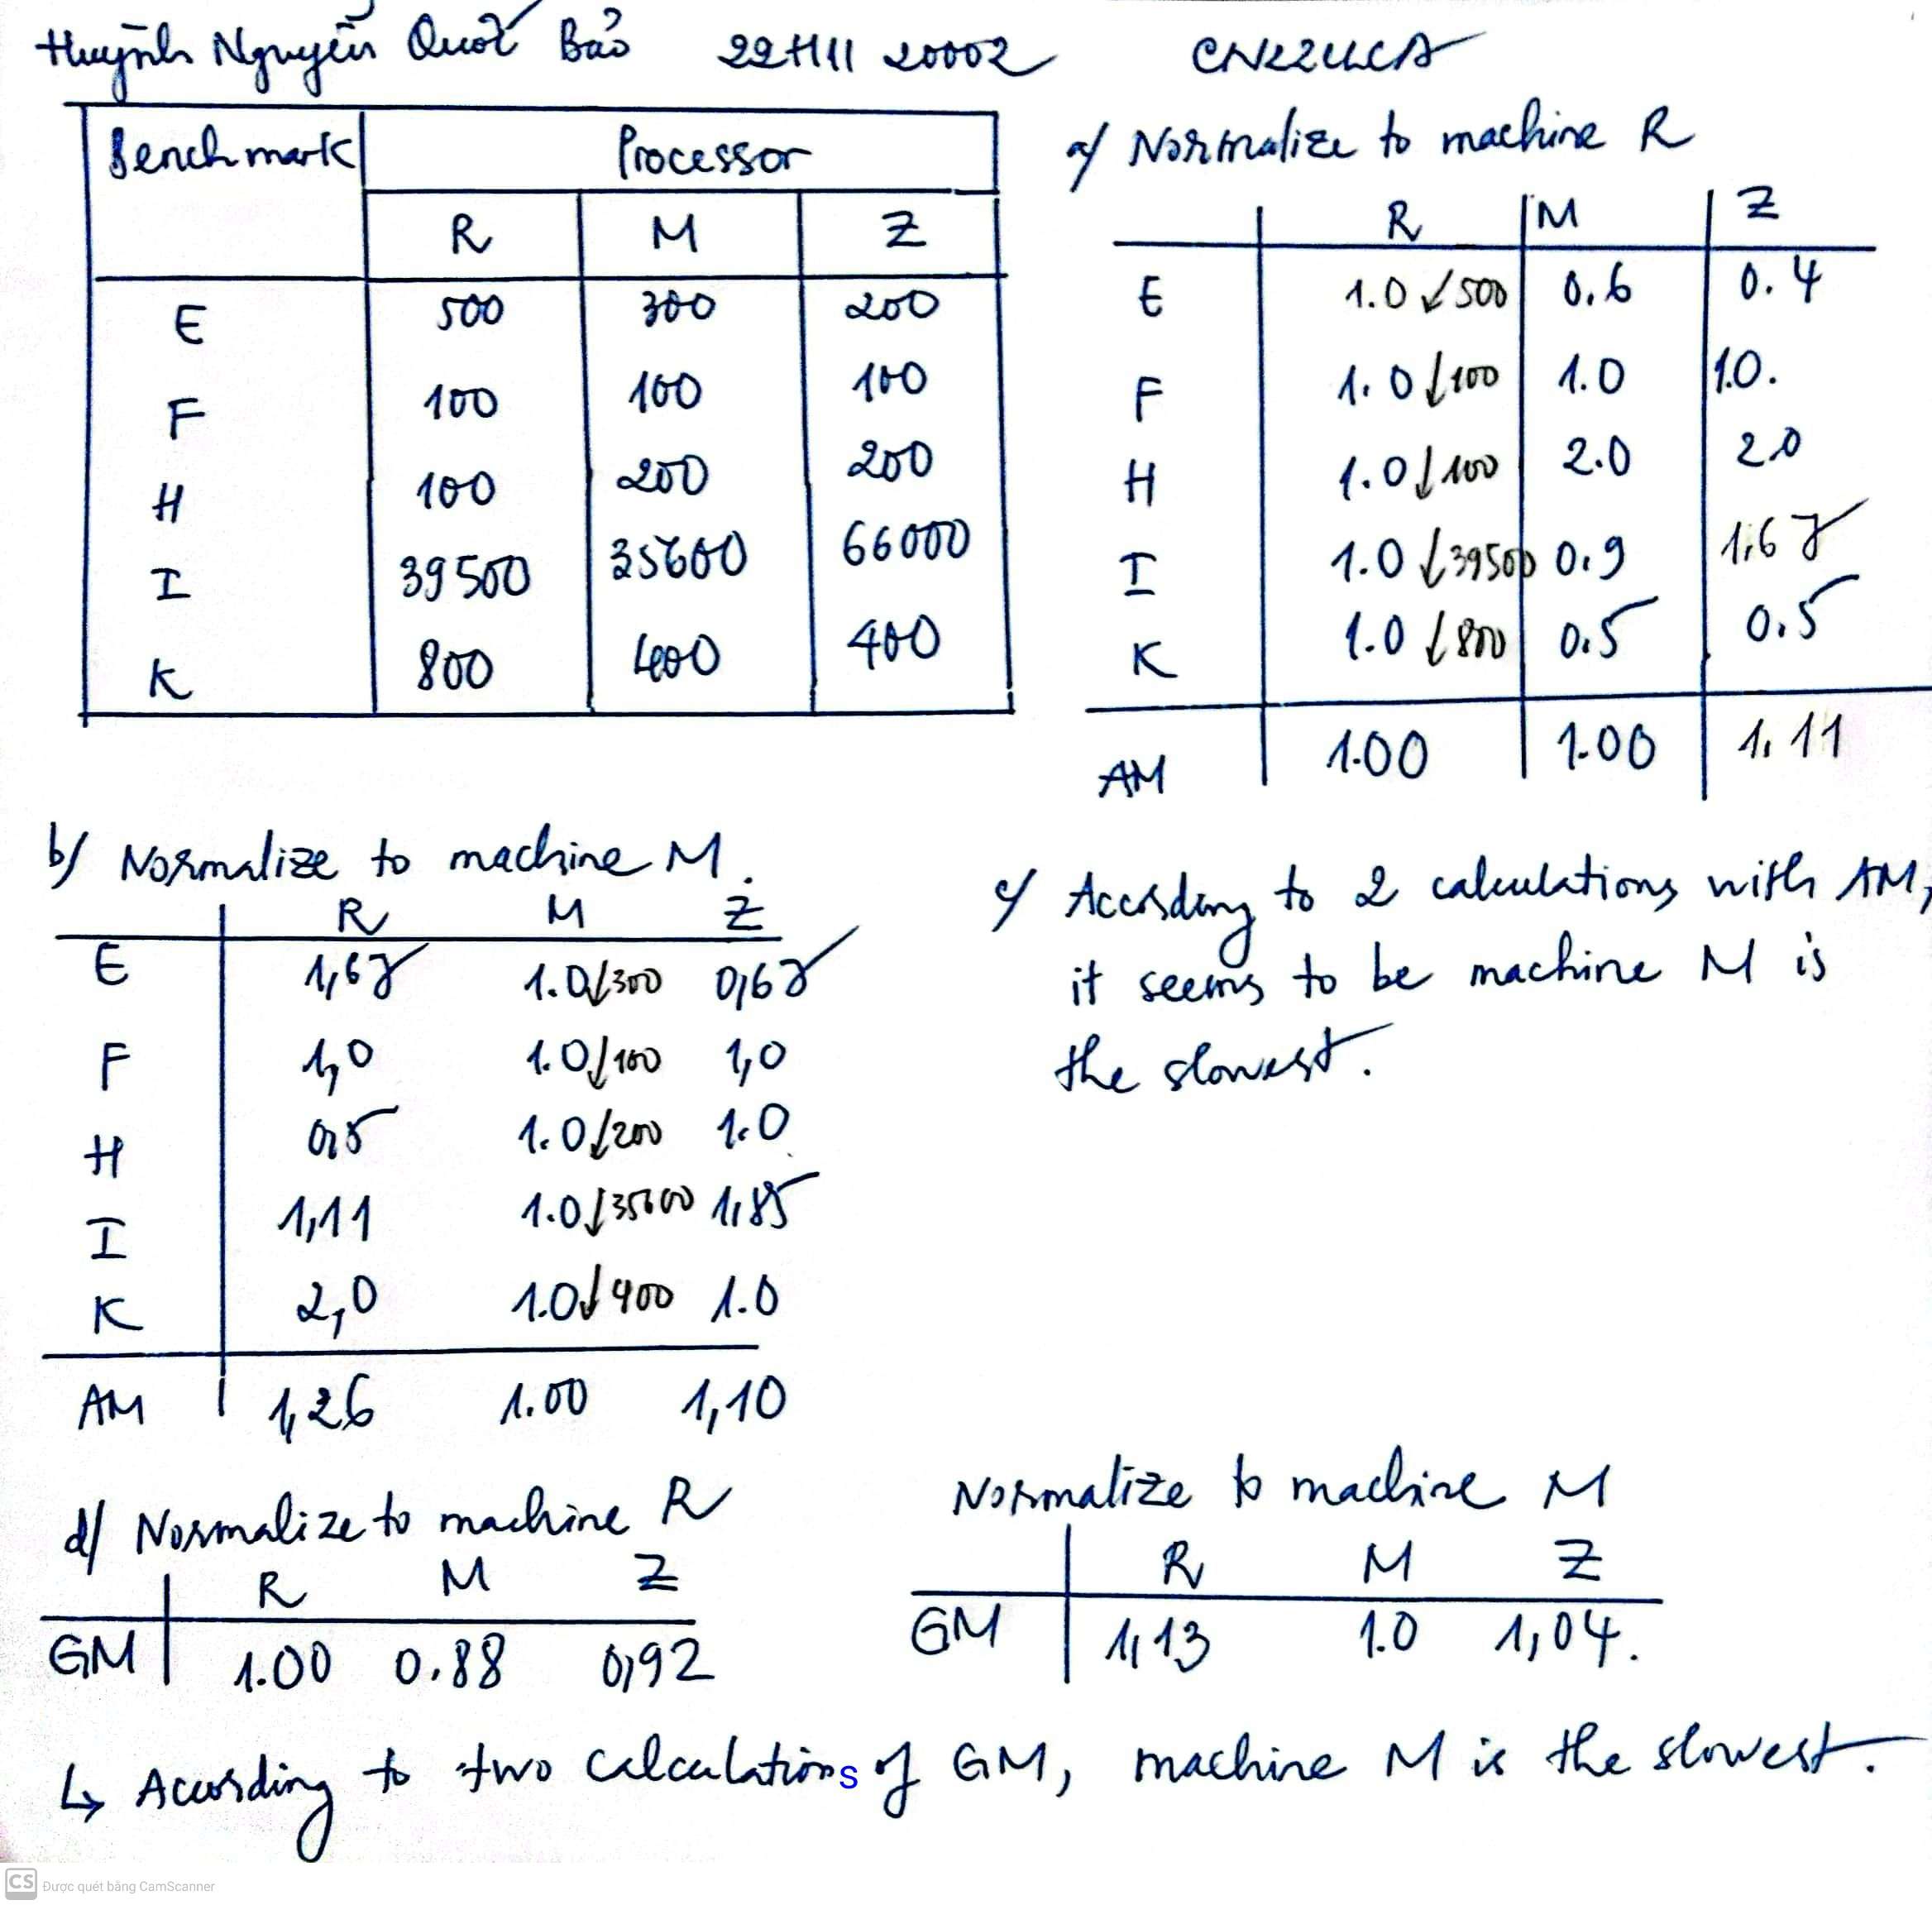 Huỳnh Nguyễn Quốc Bảo 22H1120002 CN22CLCA
Benchmark Processor
R M Z
E 500 300 200
F 100 100 100
H 100 200 200
I 39500 35600 66000
K 800 400 400
a/ Normalize to machine R
R M Z
E 1.0 ↓500 0.6 0.4
F 1.0 ↓100 1.0 1.0.
H 1.0 ↓100 2.0 2.0
I 1.0 ↓39500 0.9 1,67
K 1.0 ↓800 0.5 0.5
AM 1.00 1.00 1.11
b/ Normalize to machine M.
R M Z
E 1,67 1.0↓300 0,67
F 1,0 1.0↓100 1,0
H 0,5 1.0↓200 1.0
I 1,11 1.0↓35600 1,85
K 2,0 1.0↓400 1.0
AM 1,26 1.00 1,10
c/ According to 2 calculations with AM,
it seems to be machine M is
the slowest.
d/ Normalize to machine R
R M Z
GM 1.00 0.88 0,92
Normalize to machine M
R M Z
GM 1,13 1.0 1,04.
↳ According to two calculations of GM, machine M is the slowest.
CS Được quét bằng CamScanner